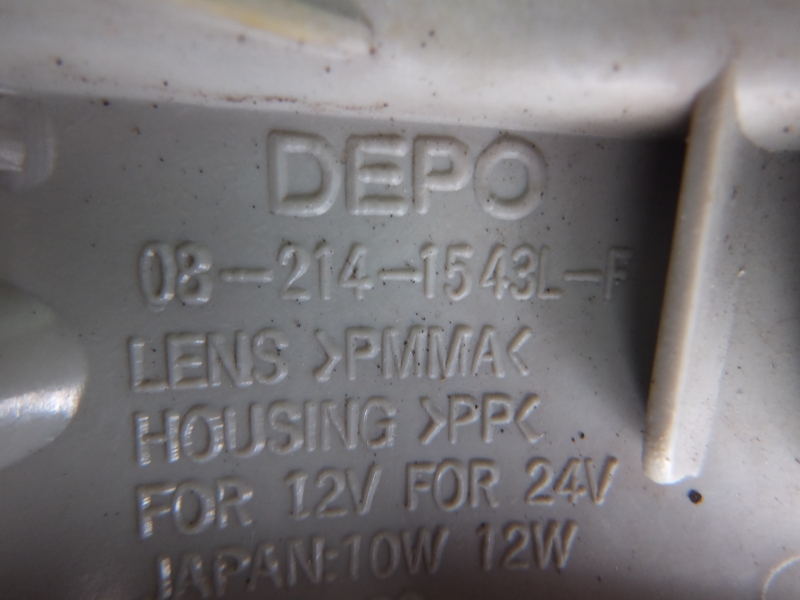 DEPO
08-214-1543L-F
LENS >PMMA<
HOUSING >PP<
FOR 12V FOR 24V
JAPAN:10W 12W